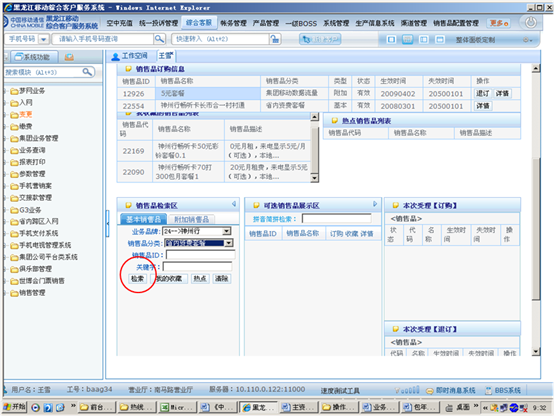 黑龙江移动综合客户服务系统 - Windows Internet Explorer
中国移动通信 CHINA MOBILE 黑龙江移动 综合客户服务系统
空中充值 统一投诉管理 综合客服 帐务管理 产品管理 一级BOSS 系统管理 生产信息系统 渠道管理 销售品配置管理 更多
手机号码 请输入手机号码查询 快速转入 (Alt+3) 整体面板定制
系统功能 工作空间 王雪
搜索模块 (Alt+2)
梦网业务
入网
变更
缴费
集团业务管理
业务查询
报表打印
参数管理
手机营销案
交接款管理
G3业务
省内跨区入网
手机支付系统
手机电视管理系统
集团公司平台类系统
俱乐部管理
世博会门票销售
销售管理
销售品订购信息
销售品ID 销售品名称 销售品分类 类型 状态 生效时间 失效时间 操作
12926 5元套餐 集团移动数据流量 附加 有效 20090402 20500101 退订 详情
22554 神州行畅听卡长市合一村村通 省内资费套餐 基本 有效 20080301 20500101 详情
我收藏的销售品列表
销售品代码 销售品名称 销售品描述
22169 神州行畅听卡50元彩铃套餐0.1 0元月租，来电显示5元/月（可选），本地...
22090 神州行畅听卡70打300包月套餐1 20元月租费，来电显示5元（可选），本地...
热点销售品列表
销售品代码 销售品名称 销售品描述
销售品检索区
基本销售品 附加销售品
业务品牌: 24-->神州行
销售品分类: 省内资费套餐
销售品ID:
关键字:
检索 我的收藏 热点 清除
可选销售品展示区
拼音简拼检索:
销售品ID 销售品名称 订购 收藏 详情
本次受理【订购】
<销售品>
状态 代码 名称 生效时间 失效时间 操作
本次受理【退订】
<销售品>
代码 名称 生效时间 失效时间 操作
用户名：王雪 工号：baag34 营业厅：南马路营业厅 服务器：10.110.0.122:11000 速度测试工具 即时消息系统 BBS系统
开始 前台... 热线... Micr... 《中... 黑龙... 主资... 操作... 业务... 包年... 桌面 9:32